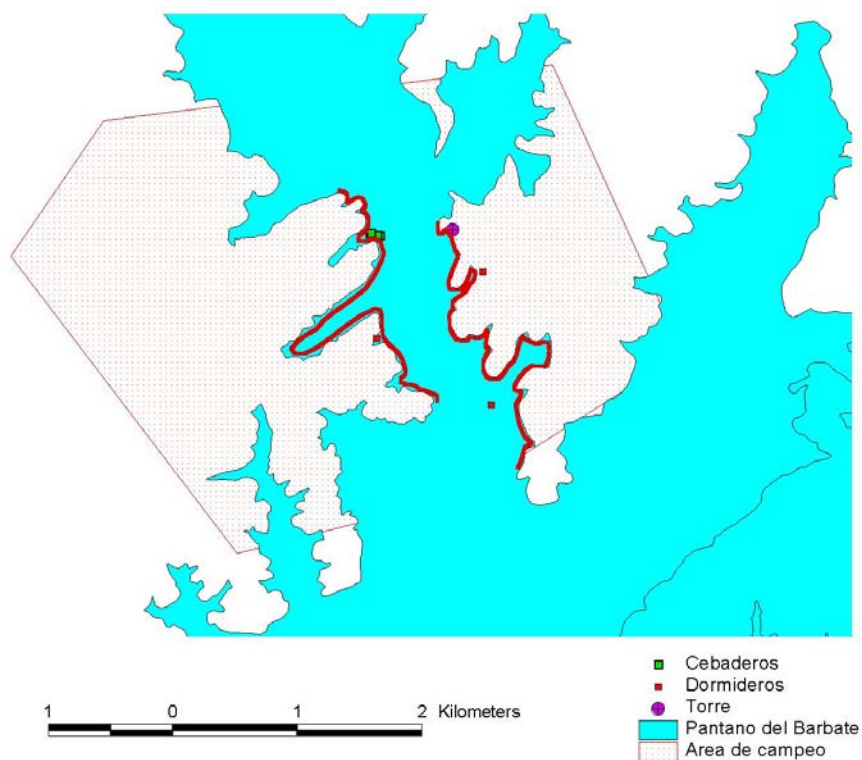 Cebaderos
Dormideros
Torre
Pantano del Barbate
Area de campeo
1 0 1 2 Kilometers